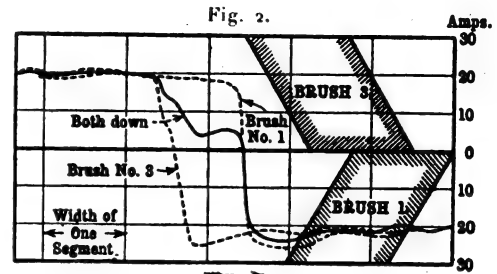 Fig. 2.
Amps.
30
20
10
0
10
20
30
BRUSH 3
Both down
Brush
No. 1
Brush No. 3
BRUSH 1
Width of
One
Segment.